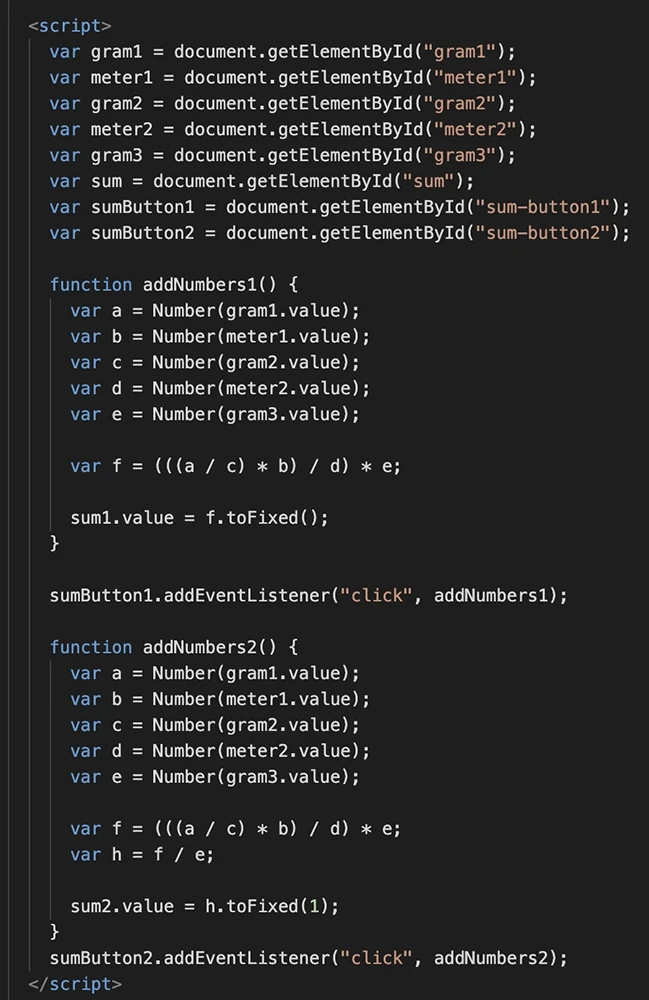 <script>
var gram1 = document.getElementById("gram1");
var meter1 = document.getElementById("meter1");
var gram2 = document.getElementById("gram2");
var meter2 = document.getElementById("meter2");
var gram3 = document.getElementById("gram3");
var sum = document.getElementById("sum");
var sumButton1 = document.getElementById("sum-button1");
var sumButton2 = document.getElementById("sum-button2");
function addNumbers1() {
var a = Number(gram1.value);
var b = Number(meter1.value);
var c = Number(gram2.value);
var d = Number(meter2.value);
var e = Number(gram3.value);
var f = (((a / c) * b) / d) * e;
sum1.value = f.toFixed();
}
sumButton1.addEventListener("click", addNumbers1);
function addNumbers2() {
var a = Number(gram1.value);
var b = Number(meter1.value);
var c = Number(gram2.value);
var d = Number(meter2.value);
var e = Number(gram3.value);
var f = (((a / c) * b) / d) * e;
var h = f / e;
sum2.value = h.toFixed(1);
}
sumButton2.addEventListener("click", addNumbers2);
</script>